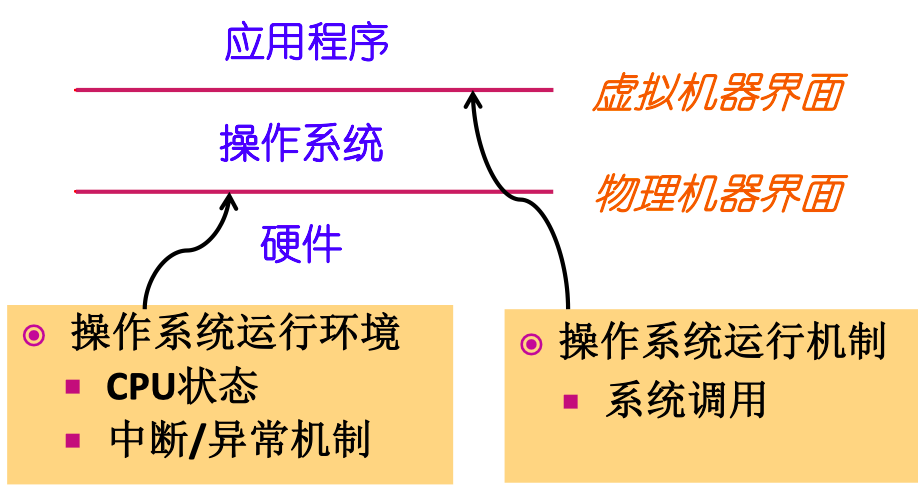 应用程序
虚拟机器界面
操作系统
物理机器界面
硬件
操作系统运行环境
CPU状态
中断/异常机制
操作系统运行机制
系统调用